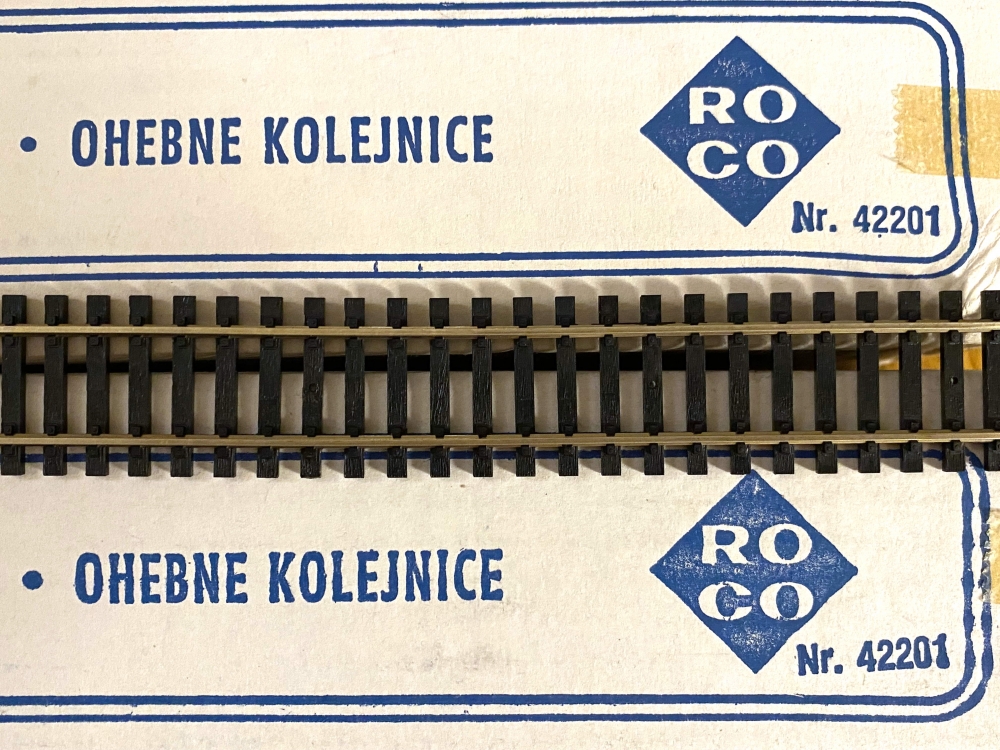 • OHEBNE KOLEJNICE
RO
CO
Nr. 42201
• OHEBNE KOLEJNICE
RO
CO
Nr. 42201